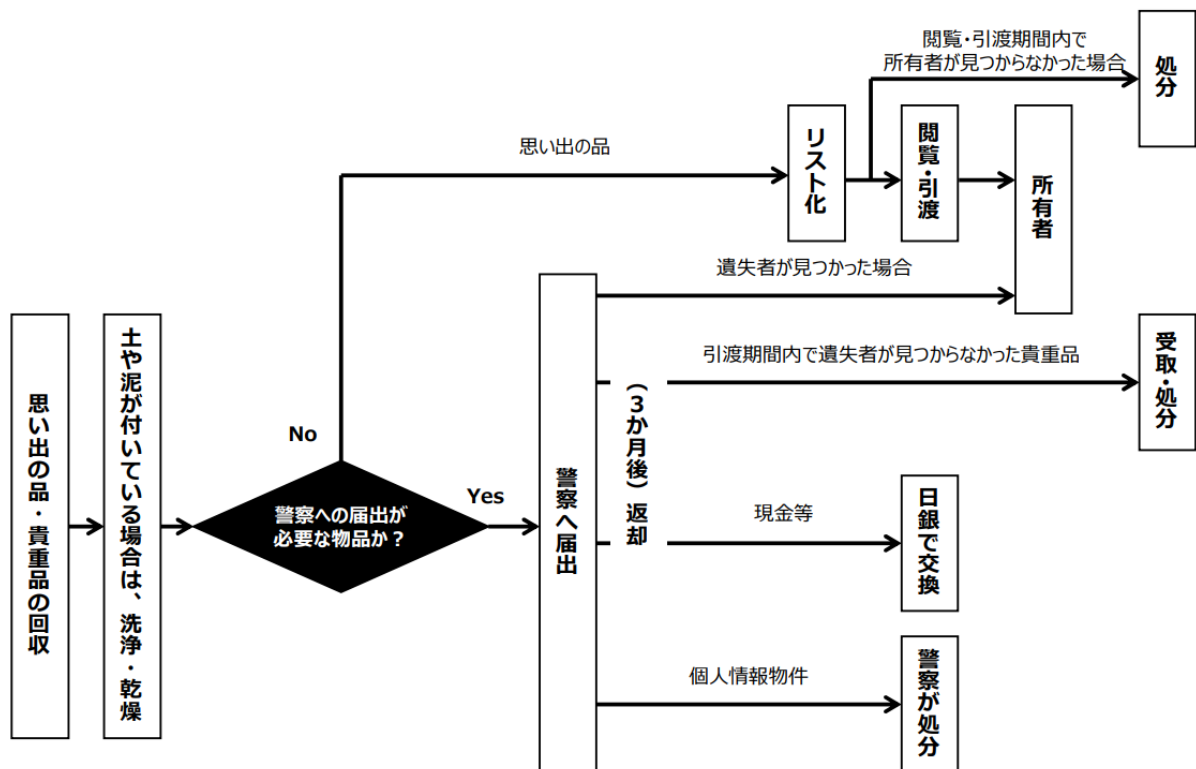 思い出の品・貴重品の回収
土や泥が付いている場合は、洗浄・乾燥
警察への届出が
必要な物品か？
No
Yes
思い出の品
リスト化
閲覧・引渡
所有者
閲覧・引渡期間内で
所有者が見つからなかった場合
処分
警察へ届出
遺失者が見つかった場合
（3か月後）返却
引渡期間内で遺失者が見つからなかった貴重品
受取・処分
現金等
日銀で交換
個人情報物件
警察が処分